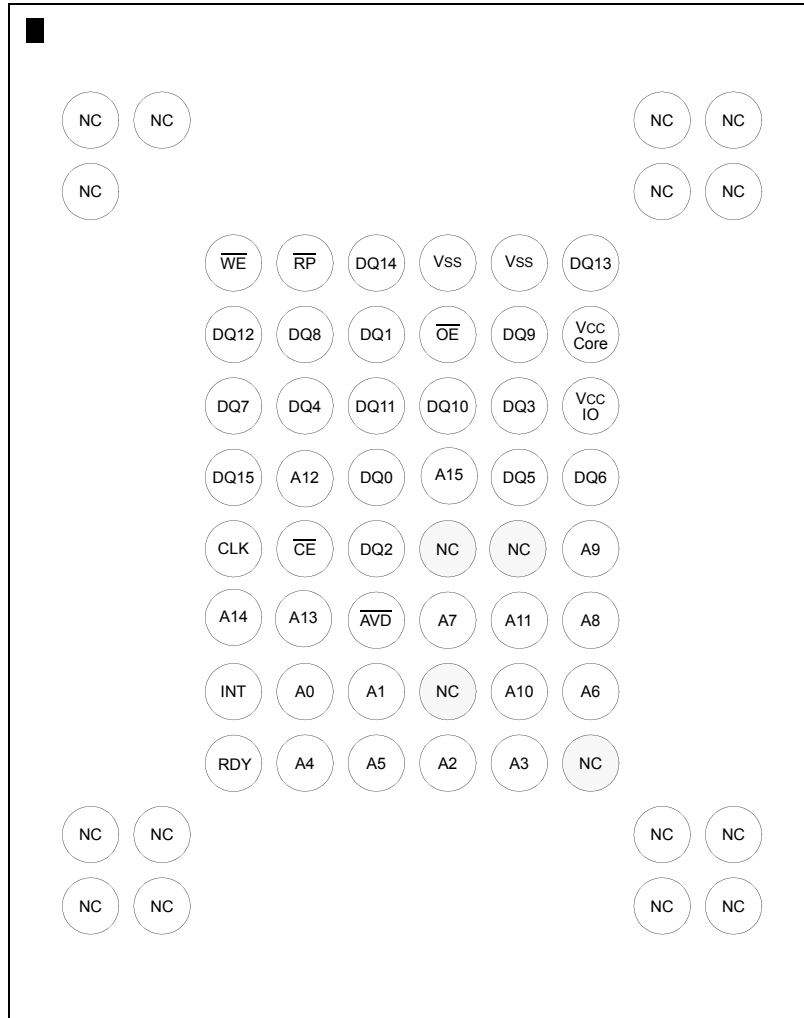 NC NC NC NC
NC NC NC
WE RP DQ14 VSS VSS DQ13
DQ12 DQ8 DQ1 OE DQ9 VCC Core
DQ7 DQ4 DQ11 DQ10 DQ3 VCC IO
DQ15 A12 DQ0 A15 DQ5 DQ6
CLK CE DQ2 NC NC A9
A14 A13 AVD A7 A11 A8
INT A0 A1 NC A10 A6
RDY A4 A5 A2 A3 NC
NC NC NC NC
NC NC NC NC